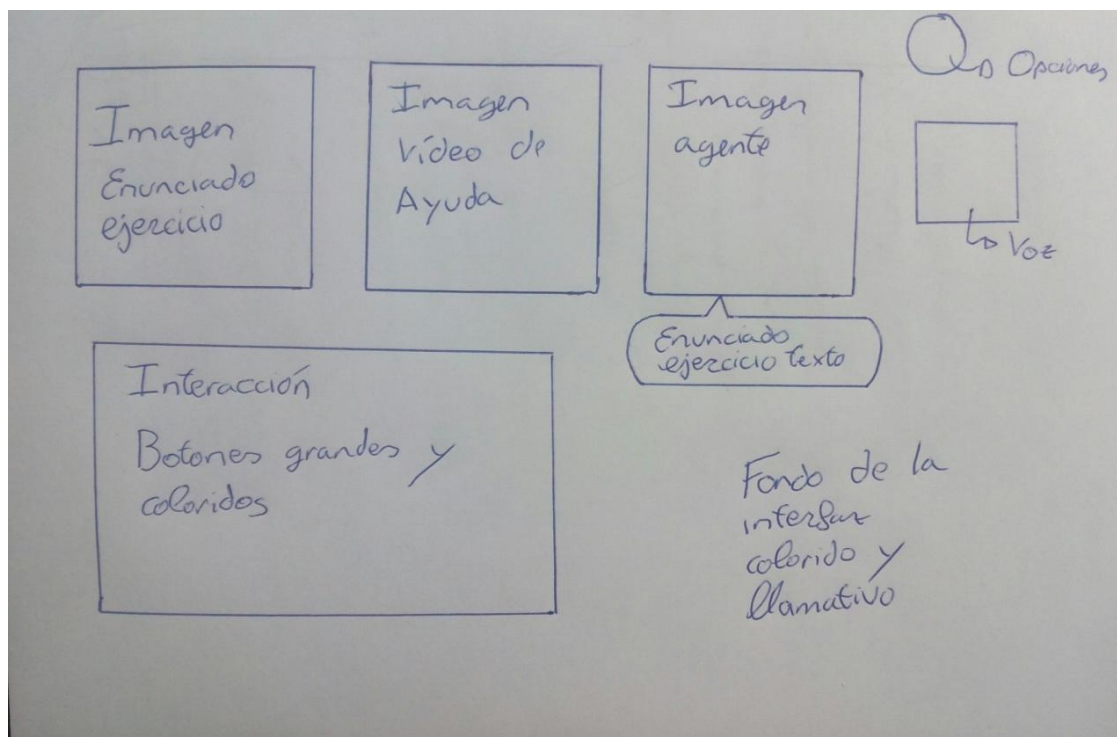 Imagen
Enunciado
ejercicio
Imagen
Vídeo de
Ayuda
Imagen
agente
Opciones
Voz
Enunciado
ejercicio texto
Interacción
Botones grandes y
coloridos
Fondo de la
interfaz
colorido y
llamativo